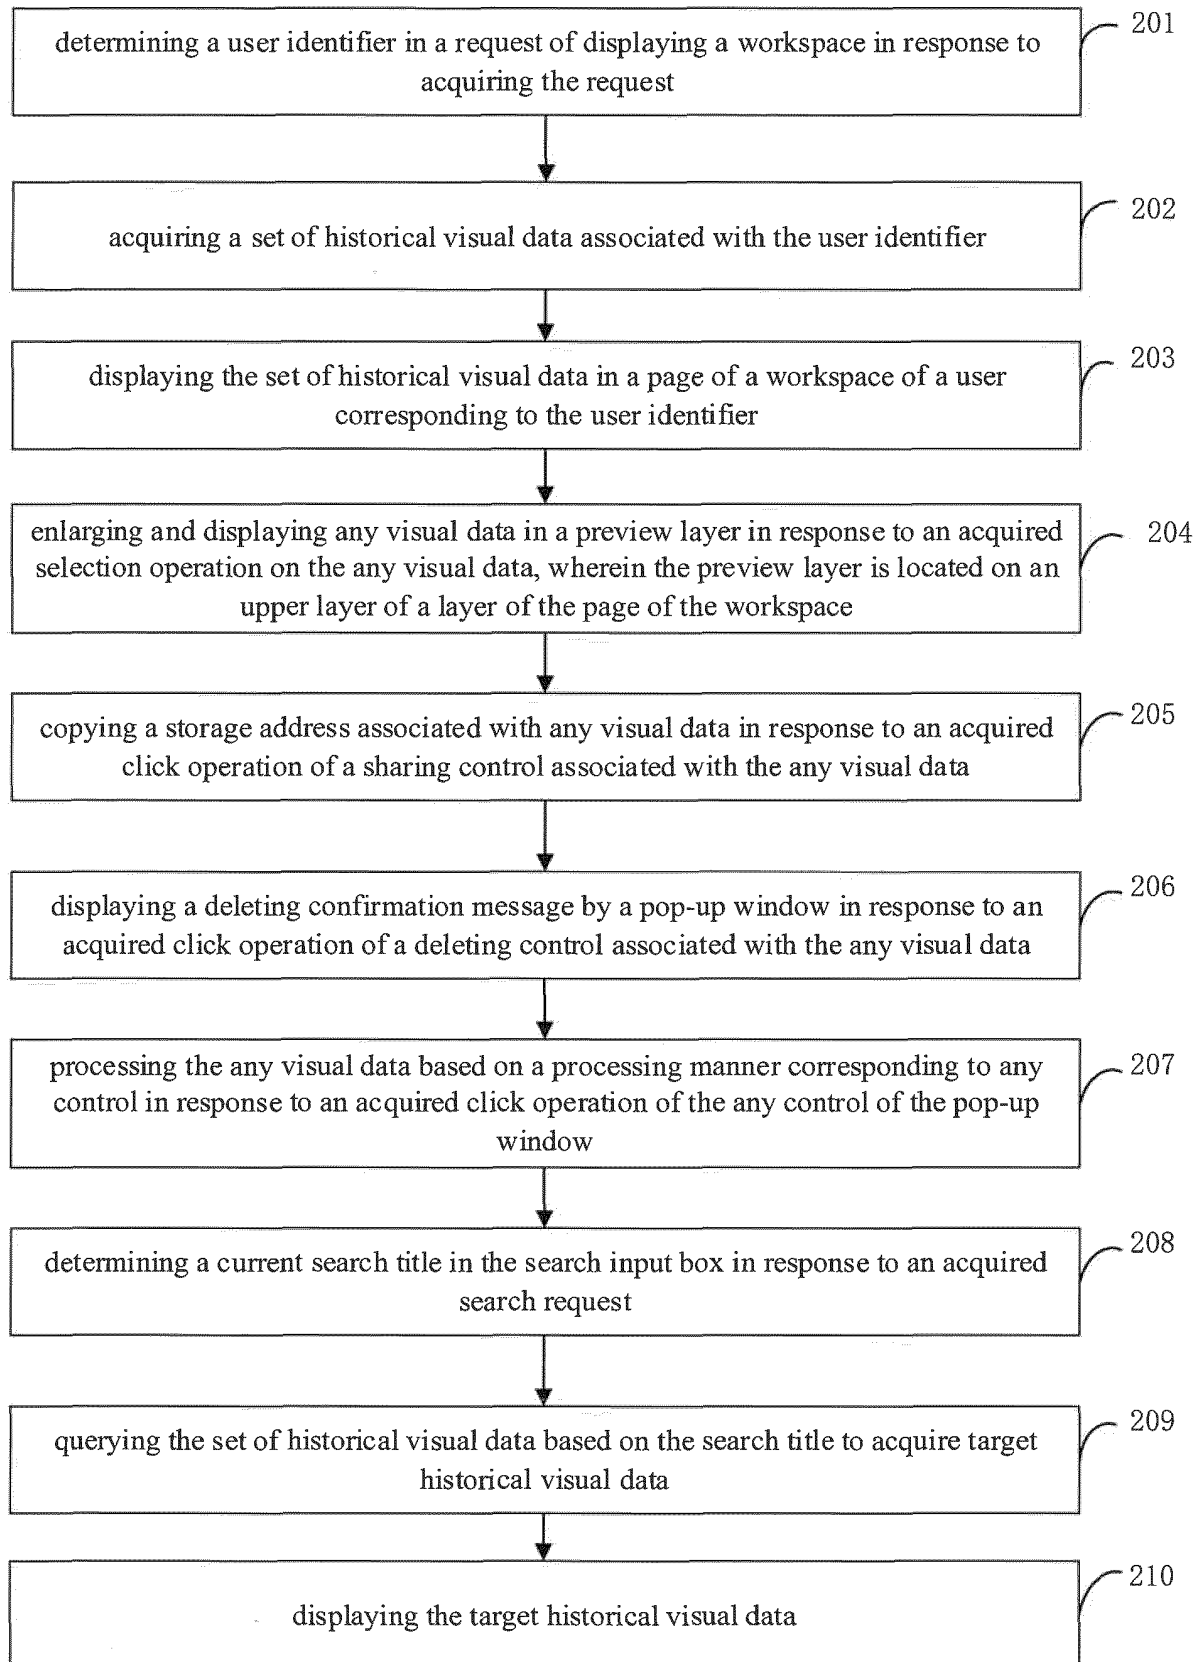 determining a user identifier in a request of displaying a workspace in response to
acquiring the request
201
acquiring a set of historical visual data associated with the user identifier
202
displaying the set of historical visual data in a page of a workspace of a user
corresponding to the user identifier
203
enlarging and displaying any visual data in a preview layer in response to an acquired
selection operation on the any visual data, wherein the preview layer is located on an
upper layer of a layer of the page of the workspace
204
copying a storage address associated with any visual data in response to an acquired
click operation of a sharing control associated with the any visual data
205
displaying a deleting confirmation message by a pop-up window in response to an
acquired click operation of a deleting control associated with the any visual data
206
processing the any visual data based on a processing manner corresponding to any
control in response to an acquired click operation of the any control of the pop-up
window
207
determining a current search title in the search input box in response to an acquired
search request
208
querying the set of historical visual data based on the search title to acquire target
historical visual data
209
displaying the target historical visual data
210